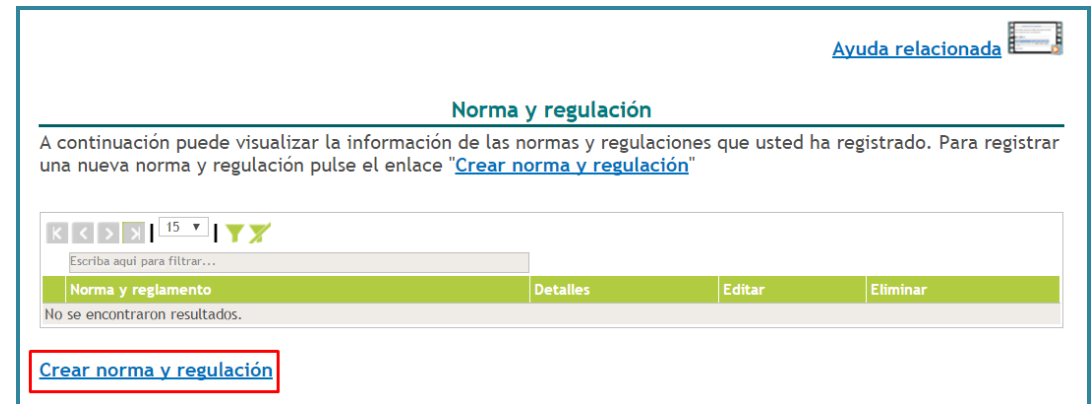 Ayuda relacionada
Norma y regulación
A continuación puede visualizar la información de las normas y regulaciones que usted ha registrado. Para registrar
una nueva norma y regulación pulse el enlace "Crear norma y regulación"
15
Escriba aquí para filtrar...
Norma y reglamento Detalles Editar Eliminar
No se encontraron resultados.
Crear norma y regulación